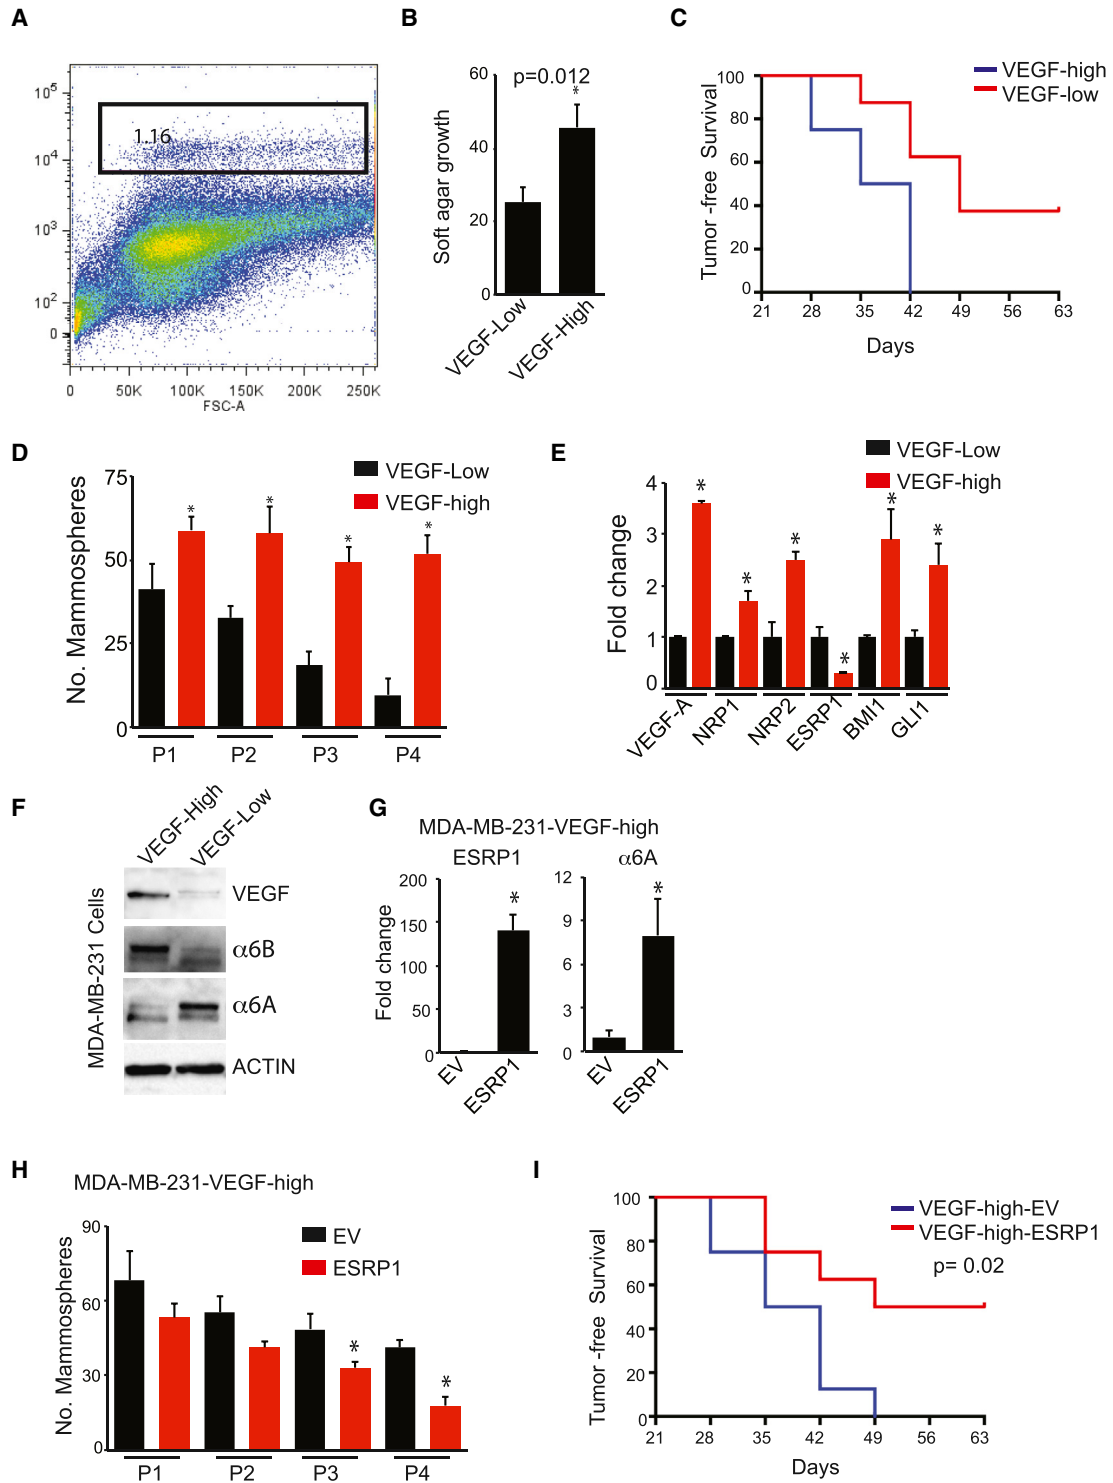 A
10^5
10^4
10^3
10^2
0
1.16
0 50K 100K 150K 200K 250K
FSC-A
B
Soft agar growth
60
40
20
0
p=0.012
*
VEGF-Low
VEGF-High
C
VEGF-high
VEGF-low
Tumor -free Survival
100
80
60
40
20
0
21 28 35 42 49 56 63
Days
D
VEGF-Low
VEGF-high
No. Mammospheres
75
50
25
0
* * * *
P1 P2 P3 P4
E
VEGF-Low
VEGF-high
Fold change
4
3
2
1
0
* * * * * *
VEGF-A
NRP1
NRP2
ESRP1
BMI1
GLI1
F
VEGF-High
VEGF-Low
MDA-MB-231 Cells
VEGF
α6B
α6A
ACTIN
G
MDA-MB-231-VEGF-high
ESRP1
Fold change
200
150
100
50
0
*
EV
ESRP1
α6A
12
9
6
3
0
*
EV
ESRP1
H
MDA-MB-231-VEGF-high
EV
ESRP1
No. Mammospheres
90
60
30
0
* *
P1 P2 P3 P4
I
VEGF-high-EV
VEGF-high-ESRP1
p= 0.02
Tumor -free Survival
100
80
60
40
20
0
21 28 35 42 49 56 63
Days